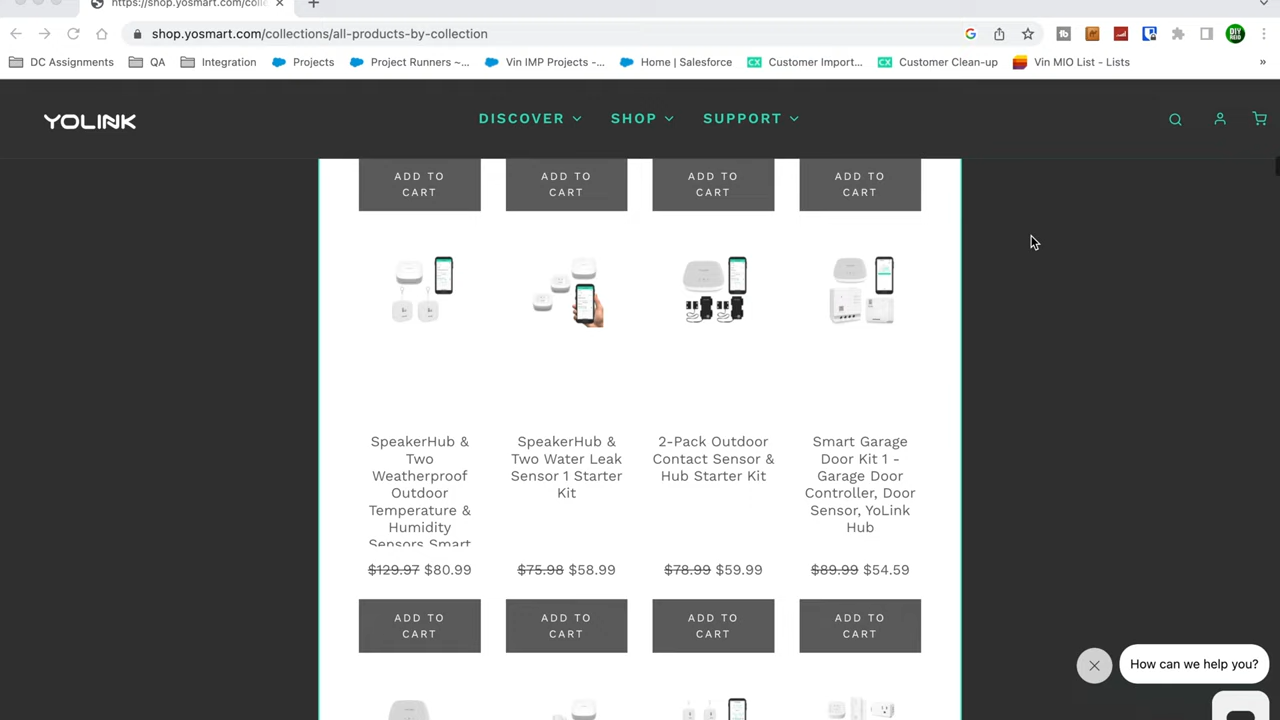 https://shop.yosmart.com/colle
shop.yosmart.com/collections/all-products-by-collection
DC Assignments
QA
Integration
Projects
Project Runners ~...
Vin IMP Projects -...
Home | Salesforce
Customer Import...
Customer Clean-up
Vin MIO List - Lists
»
YOLINK
DISCOVER
SHOP
SUPPORT
ADD TO
CART
ADD TO
CART
ADD TO
CART
ADD TO
CART
SpeakerHub &
Two
Weatherproof
Outdoor
Temperature &
Humidity
Sensors Smart
SpeakerHub &
Two Water Leak
Sensor 1 Starter
Kit
2-Pack Outdoor
Contact Sensor &
Hub Starter Kit
Smart Garage
Door Kit 1 -
Garage Door
Controller, Door
Sensor, YoLink
Hub
$129.97 $80.99
$75.98 $58.99
$78.99 $59.99
$89.99 $54.59
ADD TO
CART
ADD TO
CART
ADD TO
CART
ADD TO
CART
How can we help you?